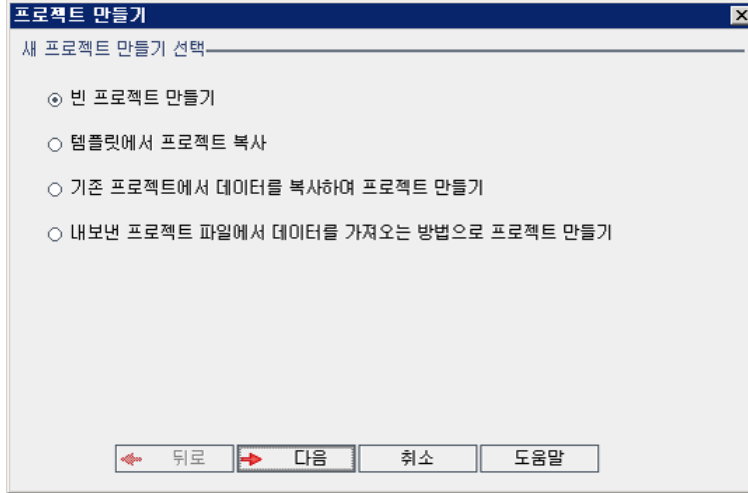 프로젝트 만들기
새 프로젝트 만들기 선택
빈 프로젝트 만들기
템플릿에서 프로젝트 복사
기존 프로젝트에서 데이터를 복사하여 프로젝트 만들기
내보낸 프로젝트 파일에서 데이터를 가져오는 방법으로 프로젝트 만들기
뒤로 다음 취소 도움말